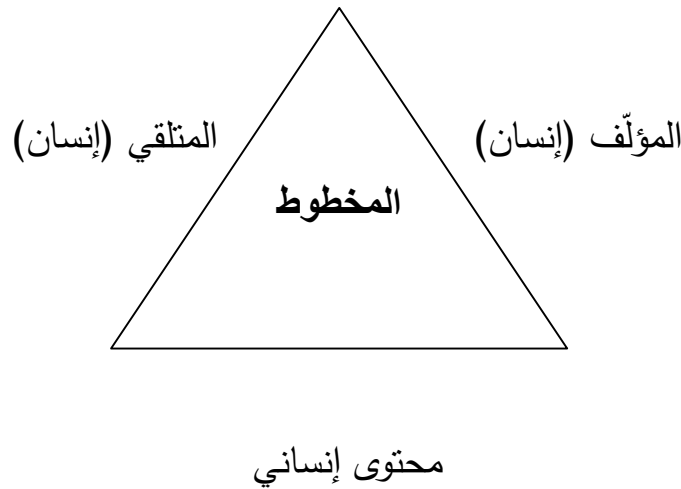 المؤلّف (إنسان)
المتلقي (إنسان)
المخطوط
محتوى إنساني